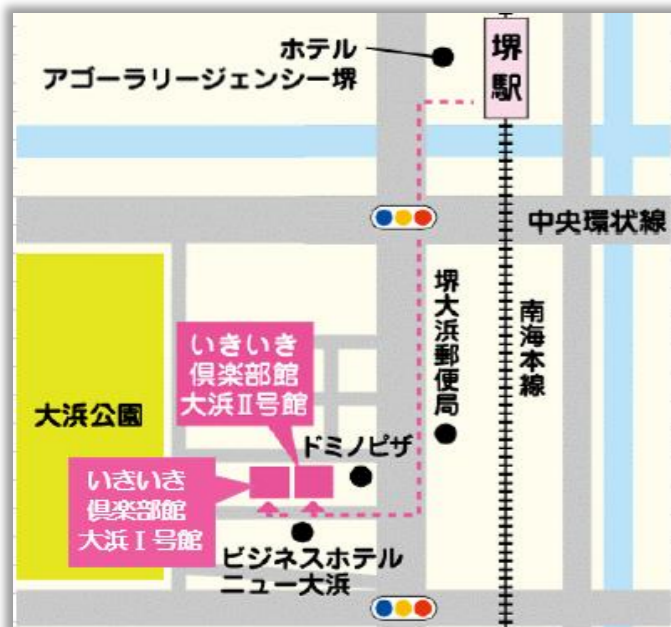 ホテル
アゴーラリージェンシー堺
堺
駅
中央環状線
堺大浜郵便局
南海本線
いきいき
倶楽部館
大浜Ⅱ号館
大浜公園
ドミノピザ
いきいき
倶楽部館
大浜Ⅰ号館
ビジネスホテル
ニュー大浜